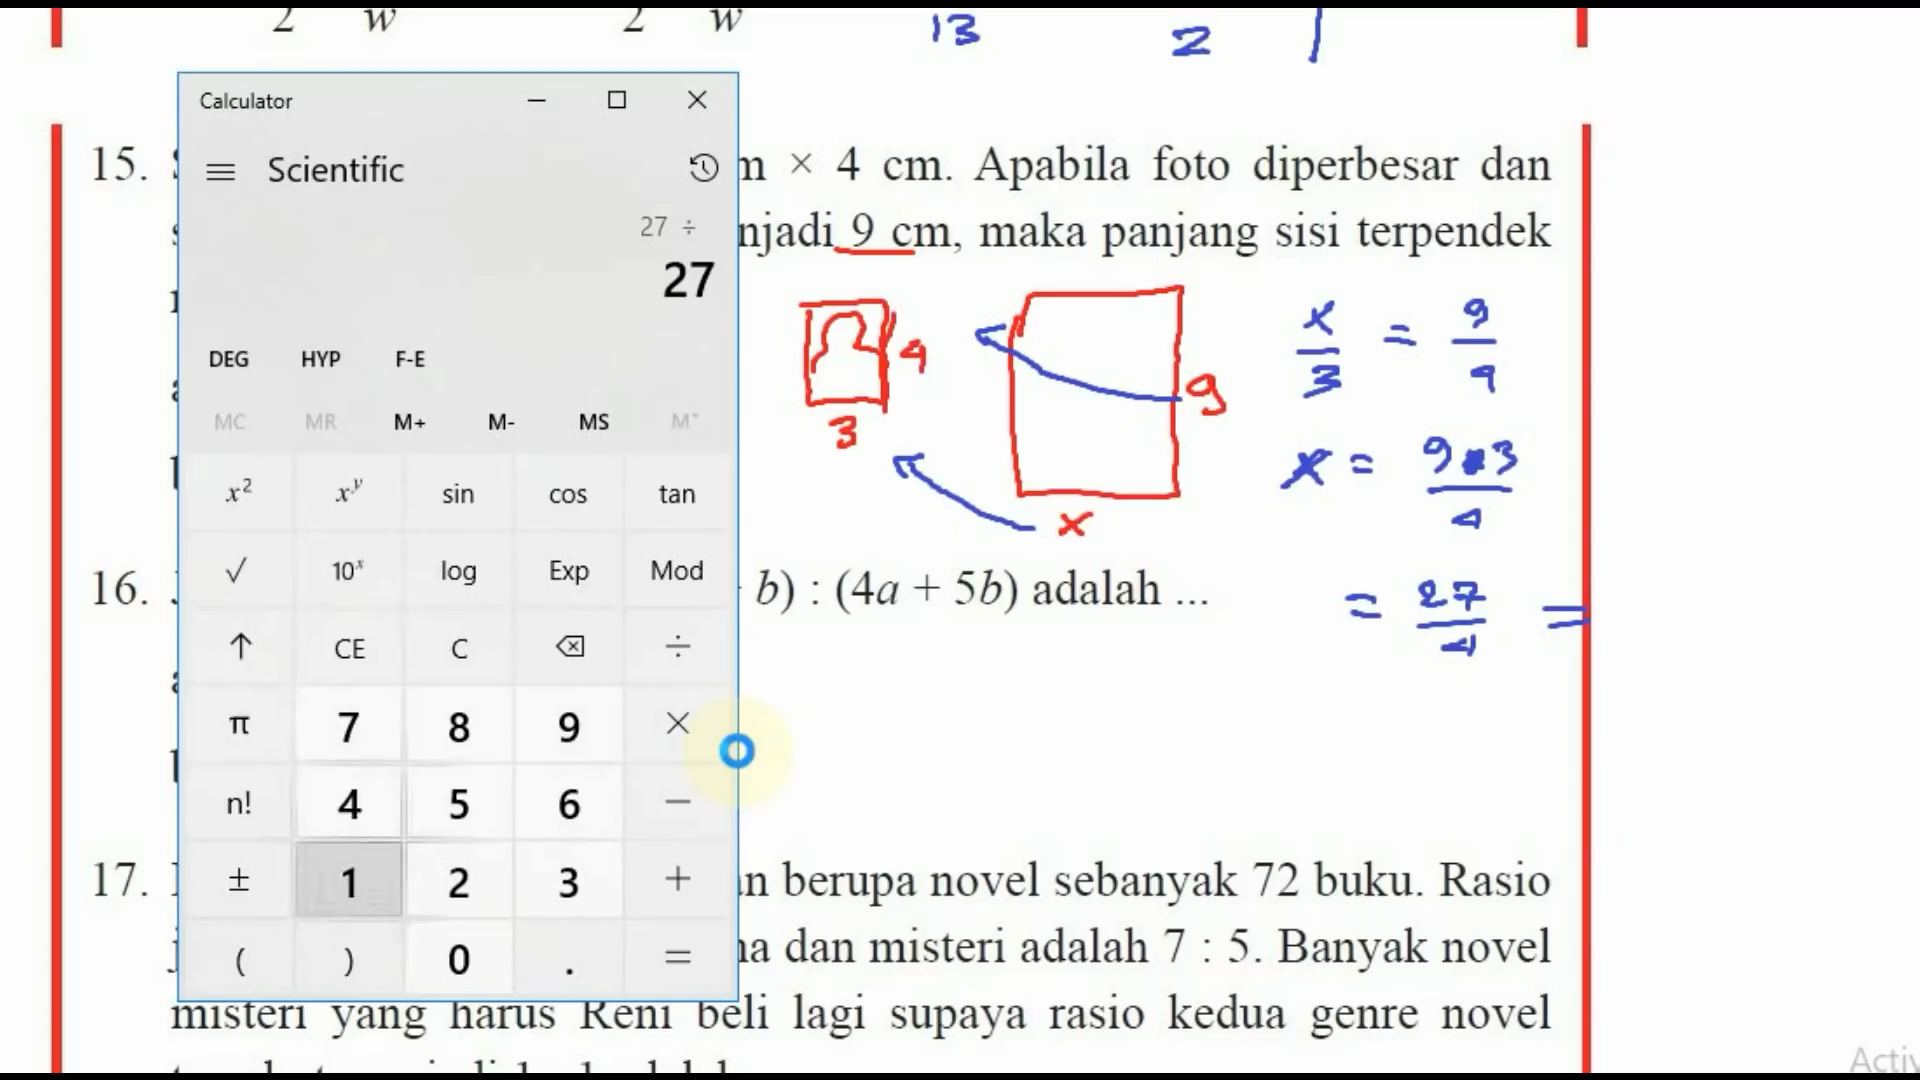 2 w 2 w 13 2
Calculator
Scientific
27 ÷
27
DEG HYP F-E
MC MR M+ M- MS M˅
x² xʸ sin cos tan
√ 10ˣ log Exp Mod
↑ CE C ÷
π 7 8 9 ×
n! 4 5 6 −
± 1 2 3 +
( ) 0 . =
15. m × 4 cm. Apabila foto diperbesar dan
njadi 9 cm, maka panjang sisi terpendek
4
3
9
x
x/3 = 9/4
x = 9•3/4
= 27/4 =
16. b) : (4a + 5b) adalah ...
17. an berupa novel sebanyak 72 buku. Rasio
dan misteri adalah 7 : 5. Banyak novel
misteri yang harus Reni beli lagi supaya rasio kedua genre novel
Activ